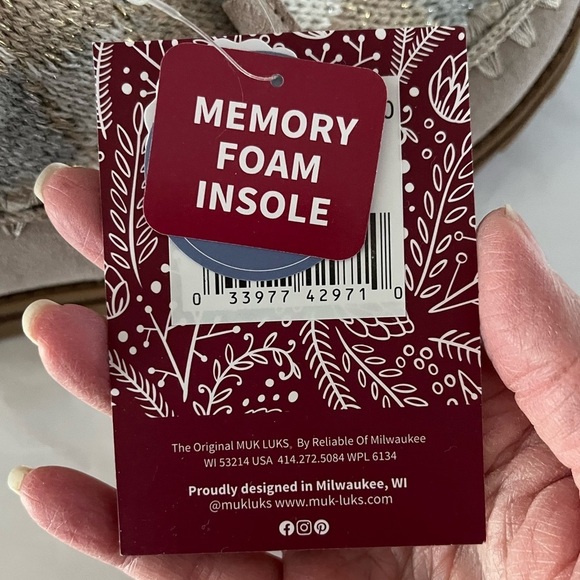 0
MEMORY
FOAM
INSOLE
0 33977 42971 0
The Original MUK LUKS, By Reliable Of Milwaukee
WI 53214 USA 414.272.5084 WPL 6134
Proudly designed in Milwaukee, WI
@mukluks www.muk-luks.com